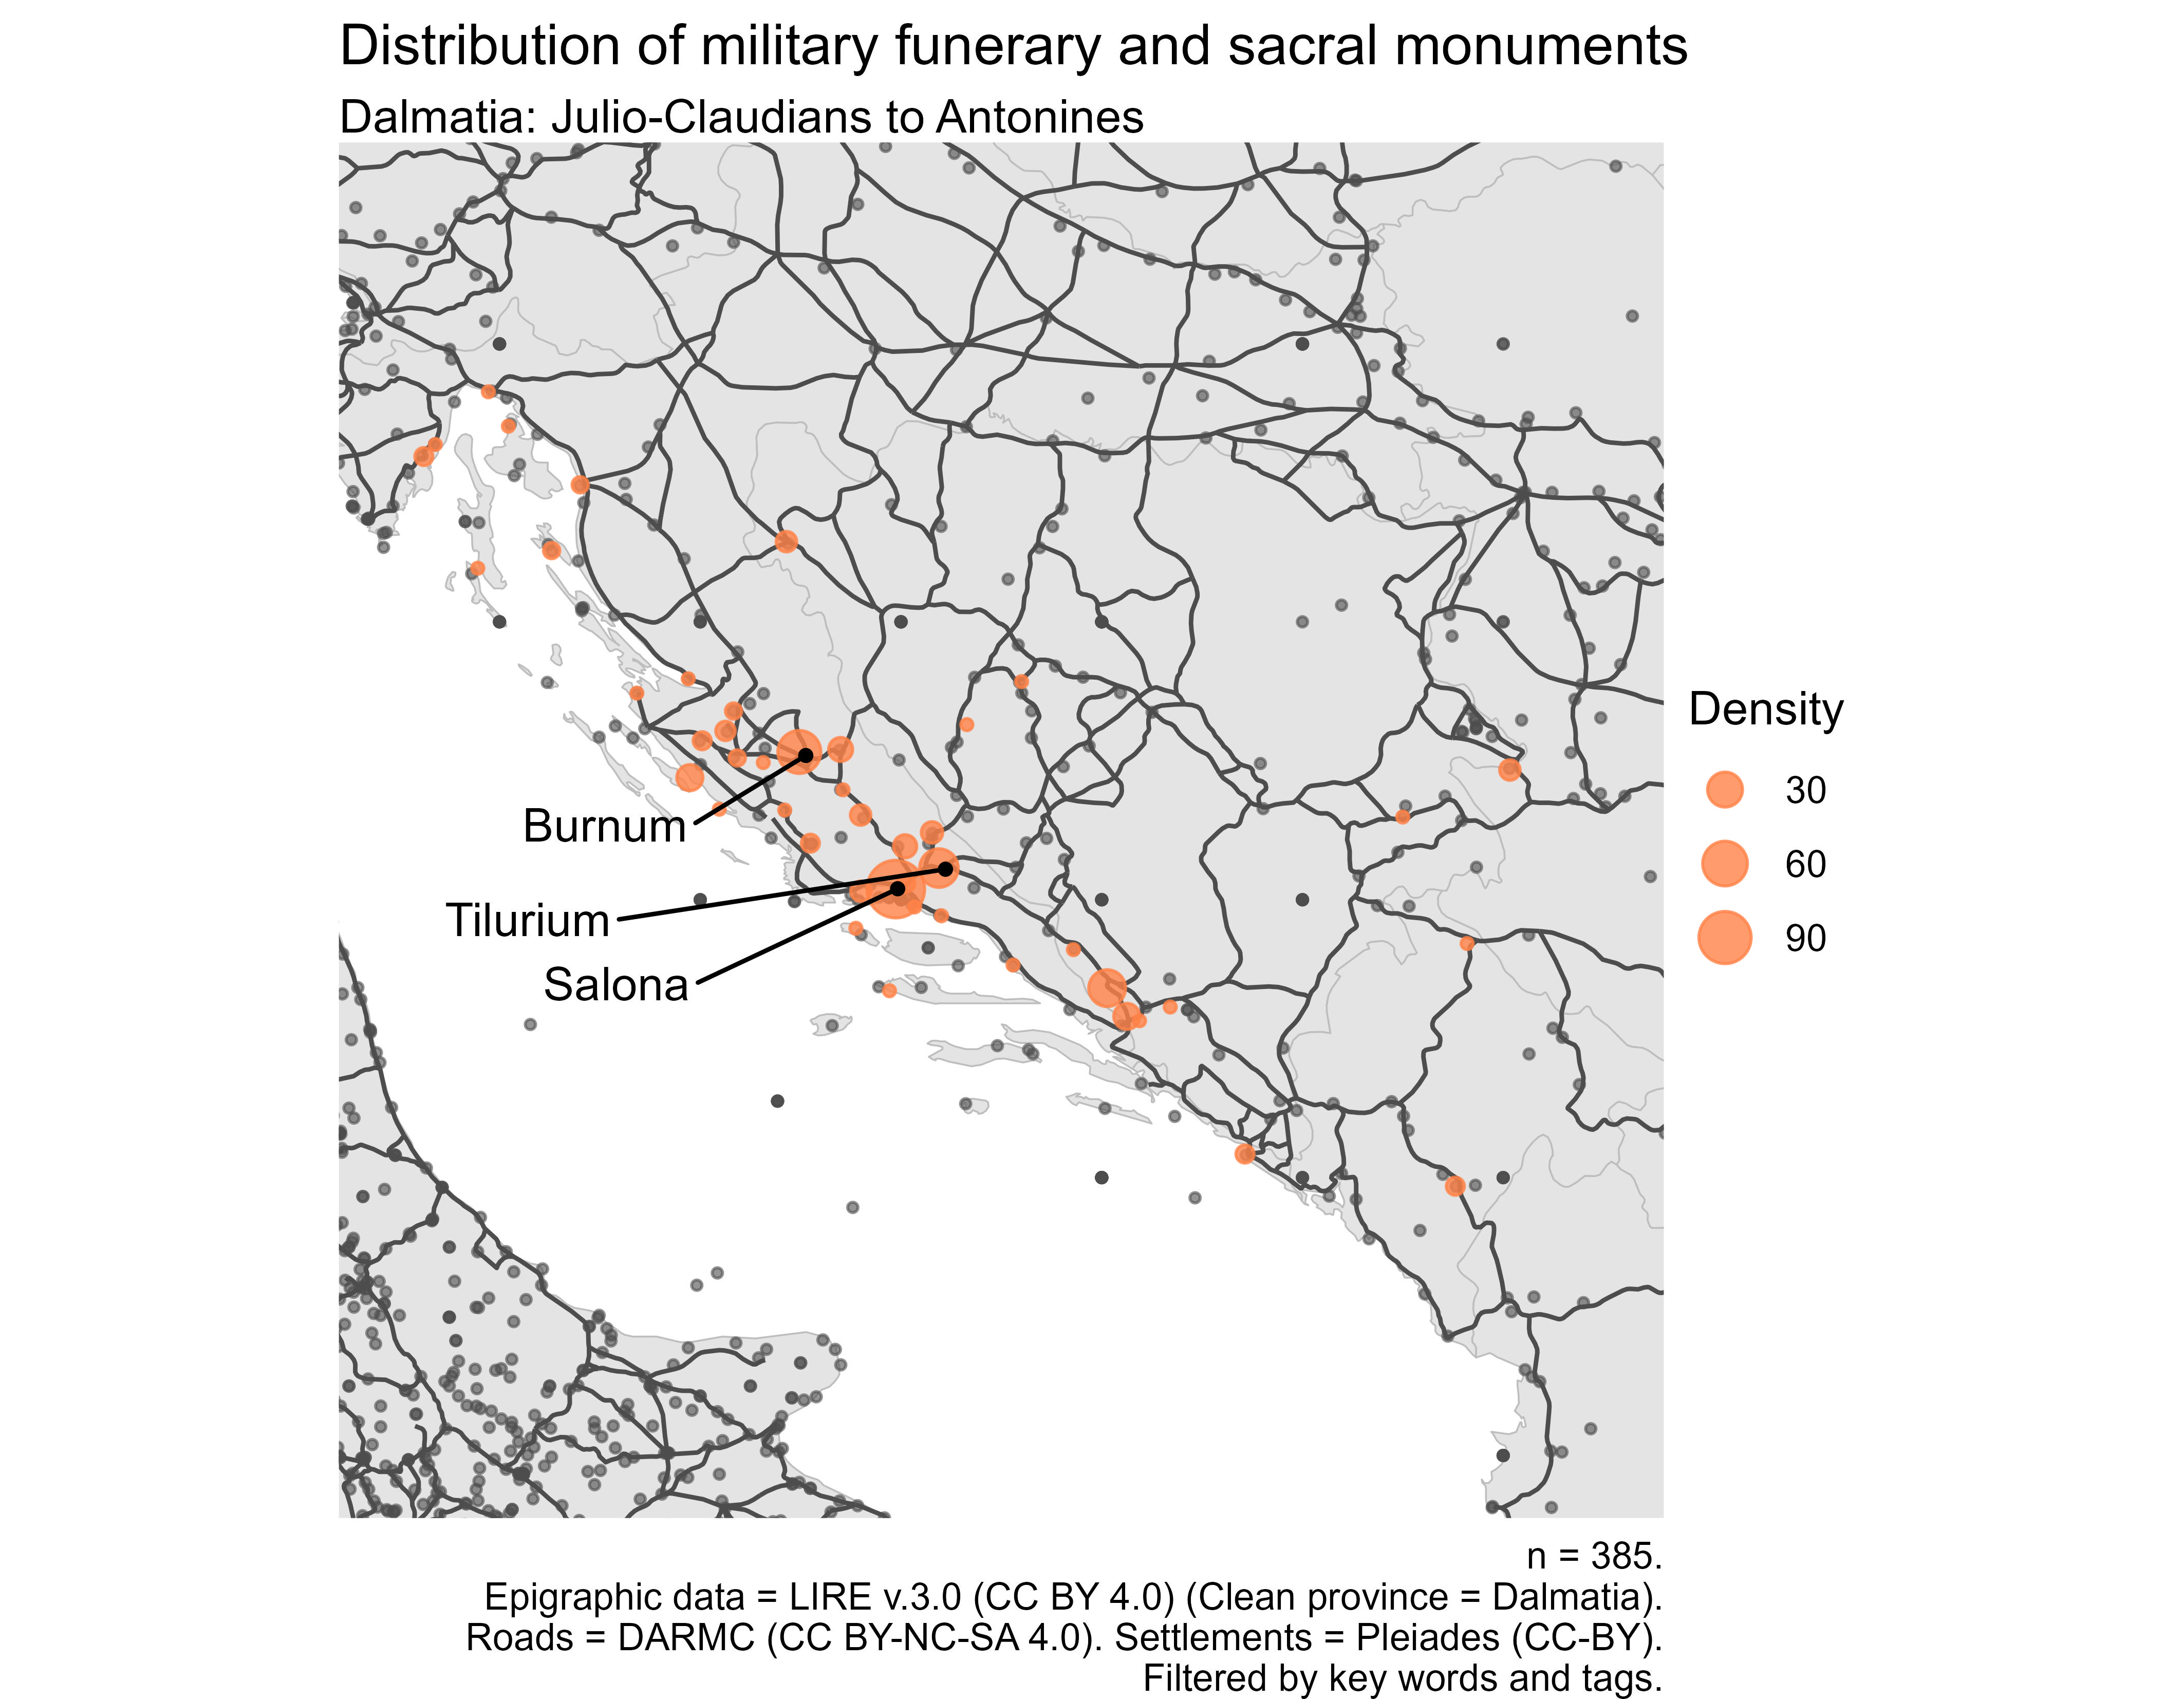 Distribution of military funerary and sacral monuments
Dalmatia: Julio-Claudians to Antonines
Burnum
Tilurium
Salona
Density
30
60
90
n = 385.
Epigraphic data = LIRE v.3.0 (CC BY 4.0) (Clean province = Dalmatia).
Roads = DARMC (CC BY-NC-SA 4.0). Settlements = Pleiades (CC-BY).
Filtered by key words and tags.